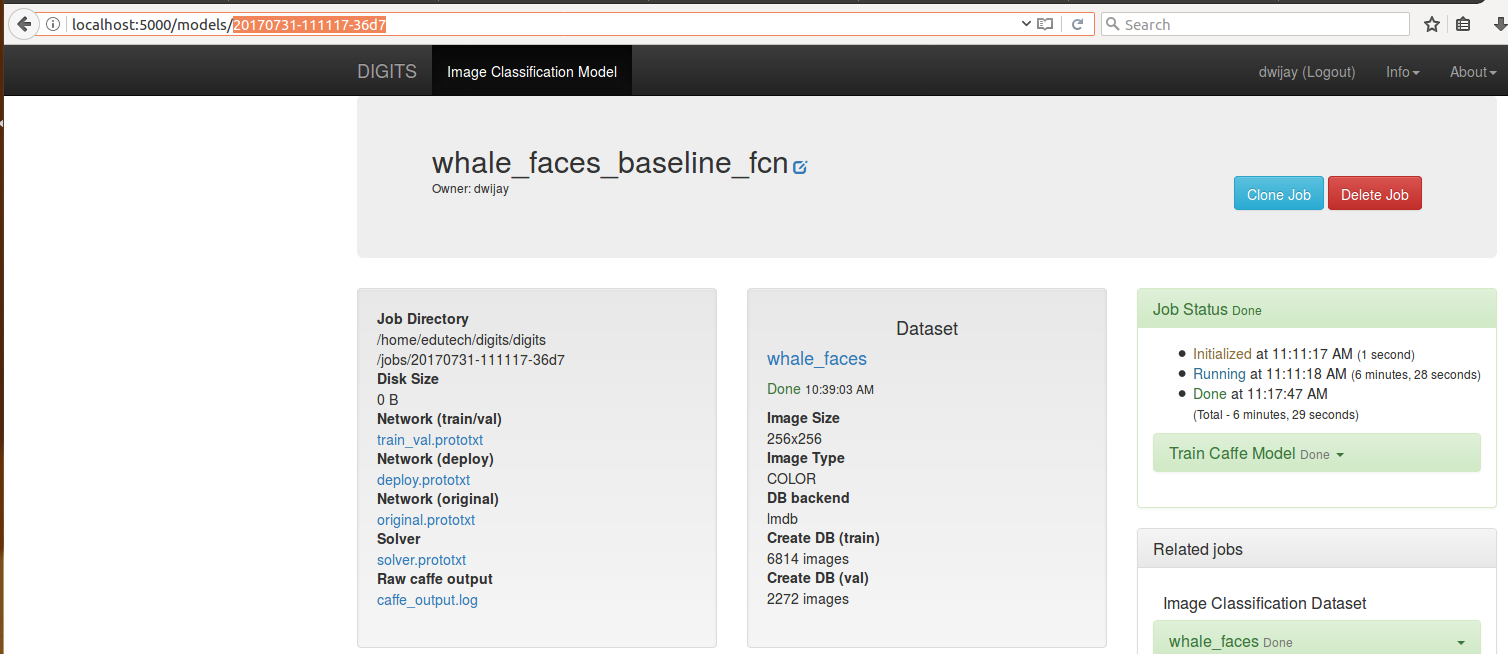 localhost:5000/models/20170731-111117-36d7
Search
DIGITS
Image Classification Model
dwijay (Logout)
Info
About
whale_faces_baseline_fcn
Owner: dwijay
Clone Job
Delete Job
Job Directory
/home/edutech/digits/digits
/jobs/20170731-111117-36d7
Disk Size
0 B
Network (train/val)
train_val.prototxt
Network (deploy)
deploy.prototxt
Network (original)
original.prototxt
Solver
solver.prototxt
Raw caffe output
caffe_output.log
Dataset
whale_faces
Done 10:39:03 AM
Image Size
256x256
Image Type
COLOR
DB backend
lmdb
Create DB (train)
6814 images
Create DB (val)
2272 images
Job Status Done
Initialized at 11:11:17 AM (1 second)
Running at 11:11:18 AM (6 minutes, 28 seconds)
Done at 11:17:47 AM
(Total - 6 minutes, 29 seconds)
Train Caffe Model Done
Related jobs
Image Classification Dataset
whale_faces Done